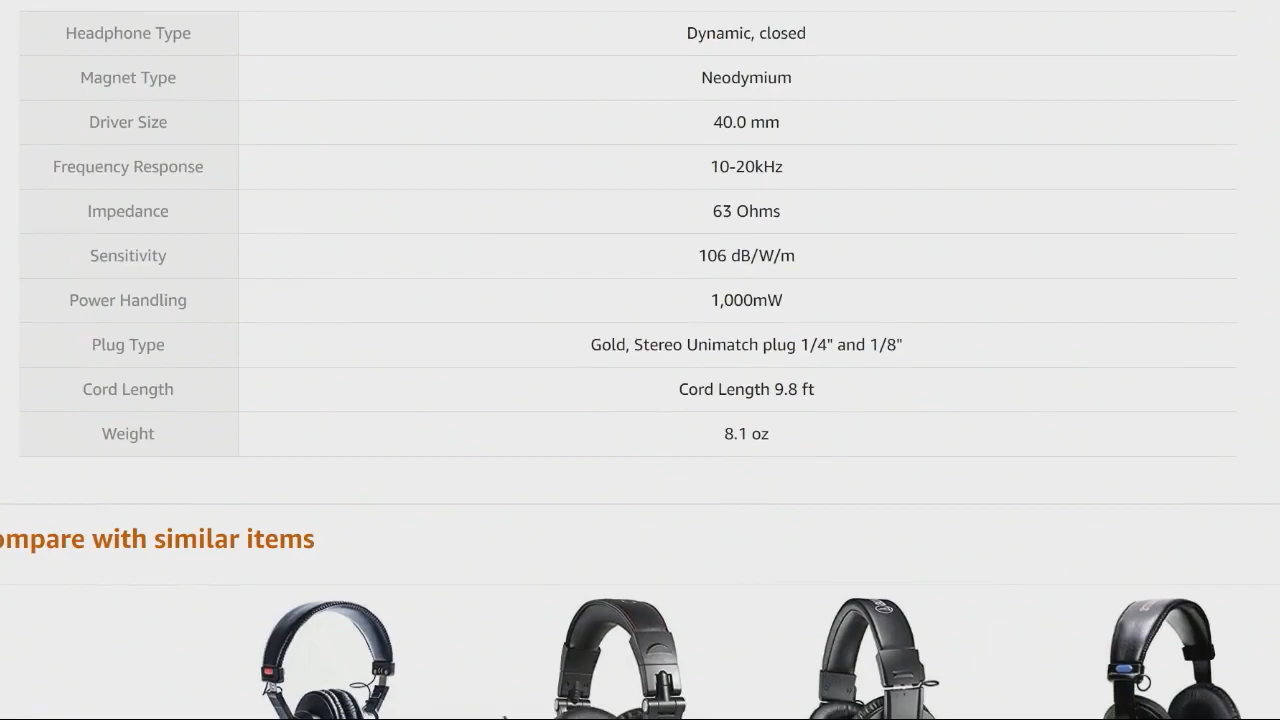 Headphone Type Dynamic, closed
Magnet Type Neodymium
Driver Size 40.0 mm
Frequency Response 10-20kHz
Impedance 63 Ohms
Sensitivity 106 dB/W/m
Power Handling 1,000mW
Plug Type Gold, Stereo Unimatch plug 1/4" and 1/8"
Cord Length Cord Length 9.8 ft
Weight 8.1 oz
ompare with similar items